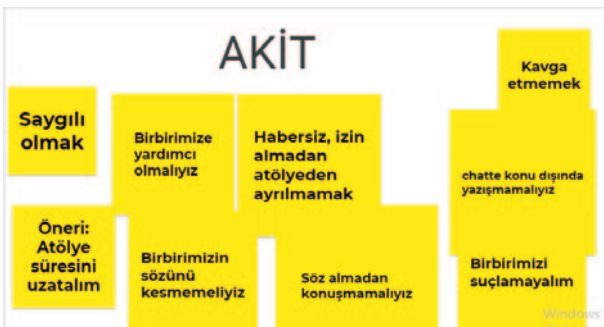 AKİT
Kavga
etmemek
Saygılı
olmak
Birbirimize
yardımcı
olmalıyız
Habersiz, izin
almadan
atölyeden
ayrılmamak
chatte konu dışında
yazışmamalıyız
Öneri:
Atölye
süresini
uzatalım
Birbirimizin
sözünü
kesmemeliyiz
Söz almadan
konuşmamalıyız
Birbirimizi
suçlamayalım
Windows